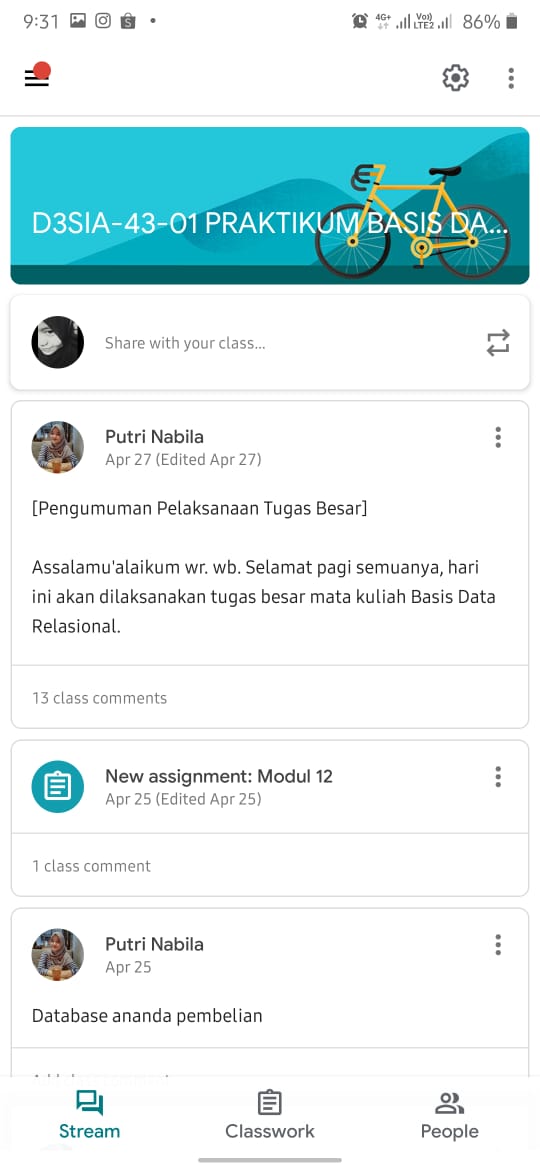 9:31
4G+ Vo) LTE2 86%
D3SIA-43-01 PRAKTIKUM BASIS DA...
Share with your class...
Putri Nabila
Apr 27 (Edited Apr 27)
[Pengumuman Pelaksanaan Tugas Besar]
Assalamu'alaikum wr. wb. Selamat pagi semuanya, hari
ini akan dilaksanakan tugas besar mata kuliah Basis Data
Relasional.
13 class comments
New assignment: Modul 12
Apr 25 (Edited Apr 25)
1 class comment
Putri Nabila
Apr 25
Database ananda pembelian
Stream
Classwork
People